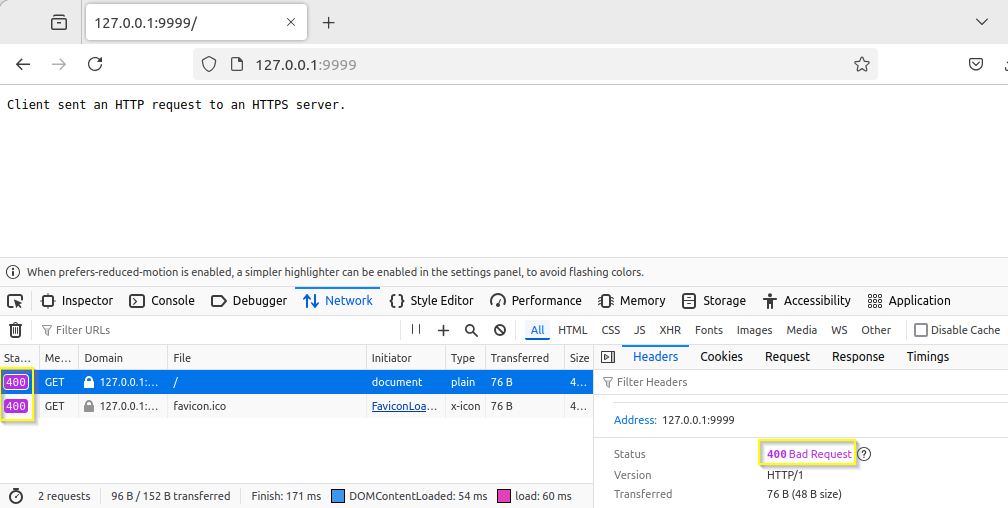 127.0.0.1:9999/
127.0.0.1:9999
Client sent an HTTP request to an HTTPS server.
When prefers-reduced-motion is enabled, a simpler highlighter can be enabled in the settings panel, to avoid flashing colors.
Inspector Console Debugger Network Style Editor Performance Memory Storage Accessibility Application
Filter URLs All HTML CSS JS XHR Fonts Images Media WS Other Disable Cache
Sta... Me... Domain File Initiator Type Transferred Size
400 GET 127.0.0.1:... / document plain 76 B 4...
400 GET 127.0.0.1:... favicon.ico FaviconLoa... x-icon 76 B 4...
2 requests 96 B / 152 B transferred Finish: 171 ms DOMContentLoaded: 54 ms load: 60 ms
Headers Cookies Request Response Timings
Filter Headers
Address: 127.0.0.1:9999
Status 400 Bad Request ?
Version HTTP/1
Transferred 76 B (48 B size)